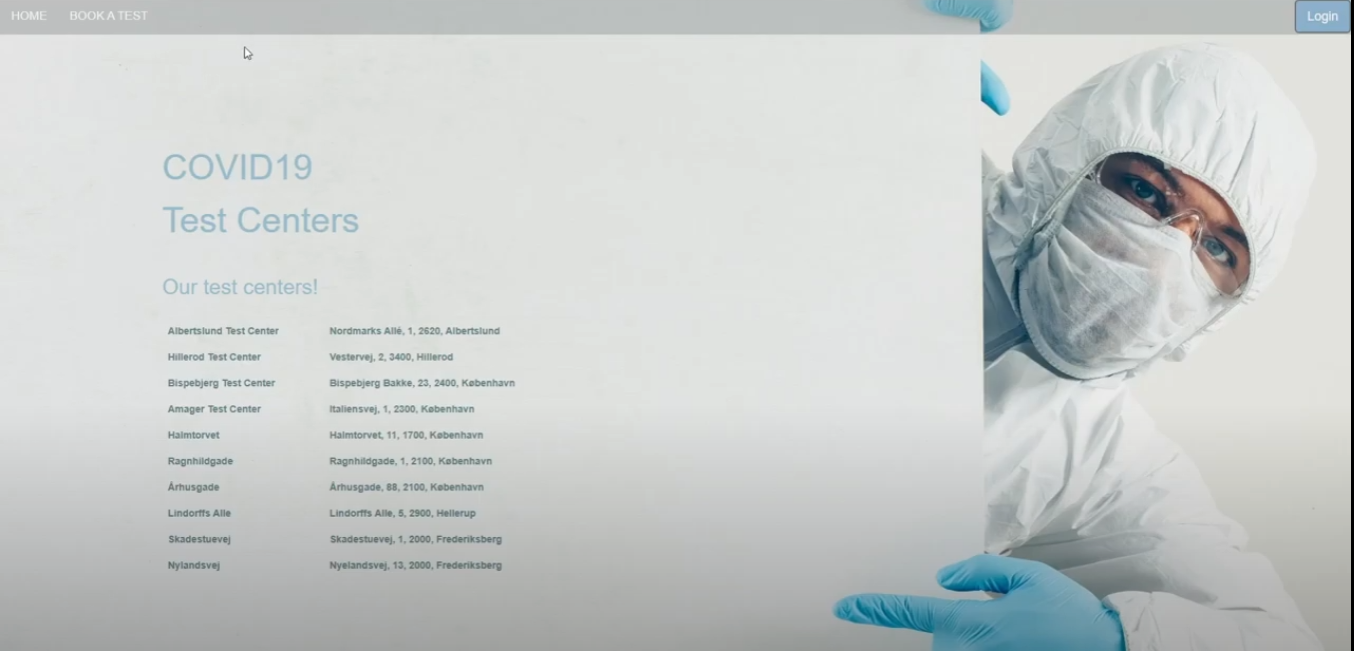 HOME BOOK A TEST Login
COVID19
Test Centers
Our test centers!
Albertslund Test Center Nordmarks Allé, 1, 2620, Albertslund
Hillerod Test Center Vestervej, 2, 3400, Hillerod
Bispebjerg Test Center Bispebjerg Bakke, 23, 2400, København
Amager Test Center Italiensvej, 1, 2300, København
Halmtorvet Halmtorvet, 11, 1700, København
Ragnhildgade Ragnhildgade, 1, 2100, København
Århusgade Århusgade, 88, 2100, København
Lindorffs Alle Lindorffs Alle, 5, 2900, Hellerup
Skadestuevej Skadestuevej, 1, 2000, Frederiksberg
Nylandsvej Nyelandsvej, 13, 2000, Frederiksberg